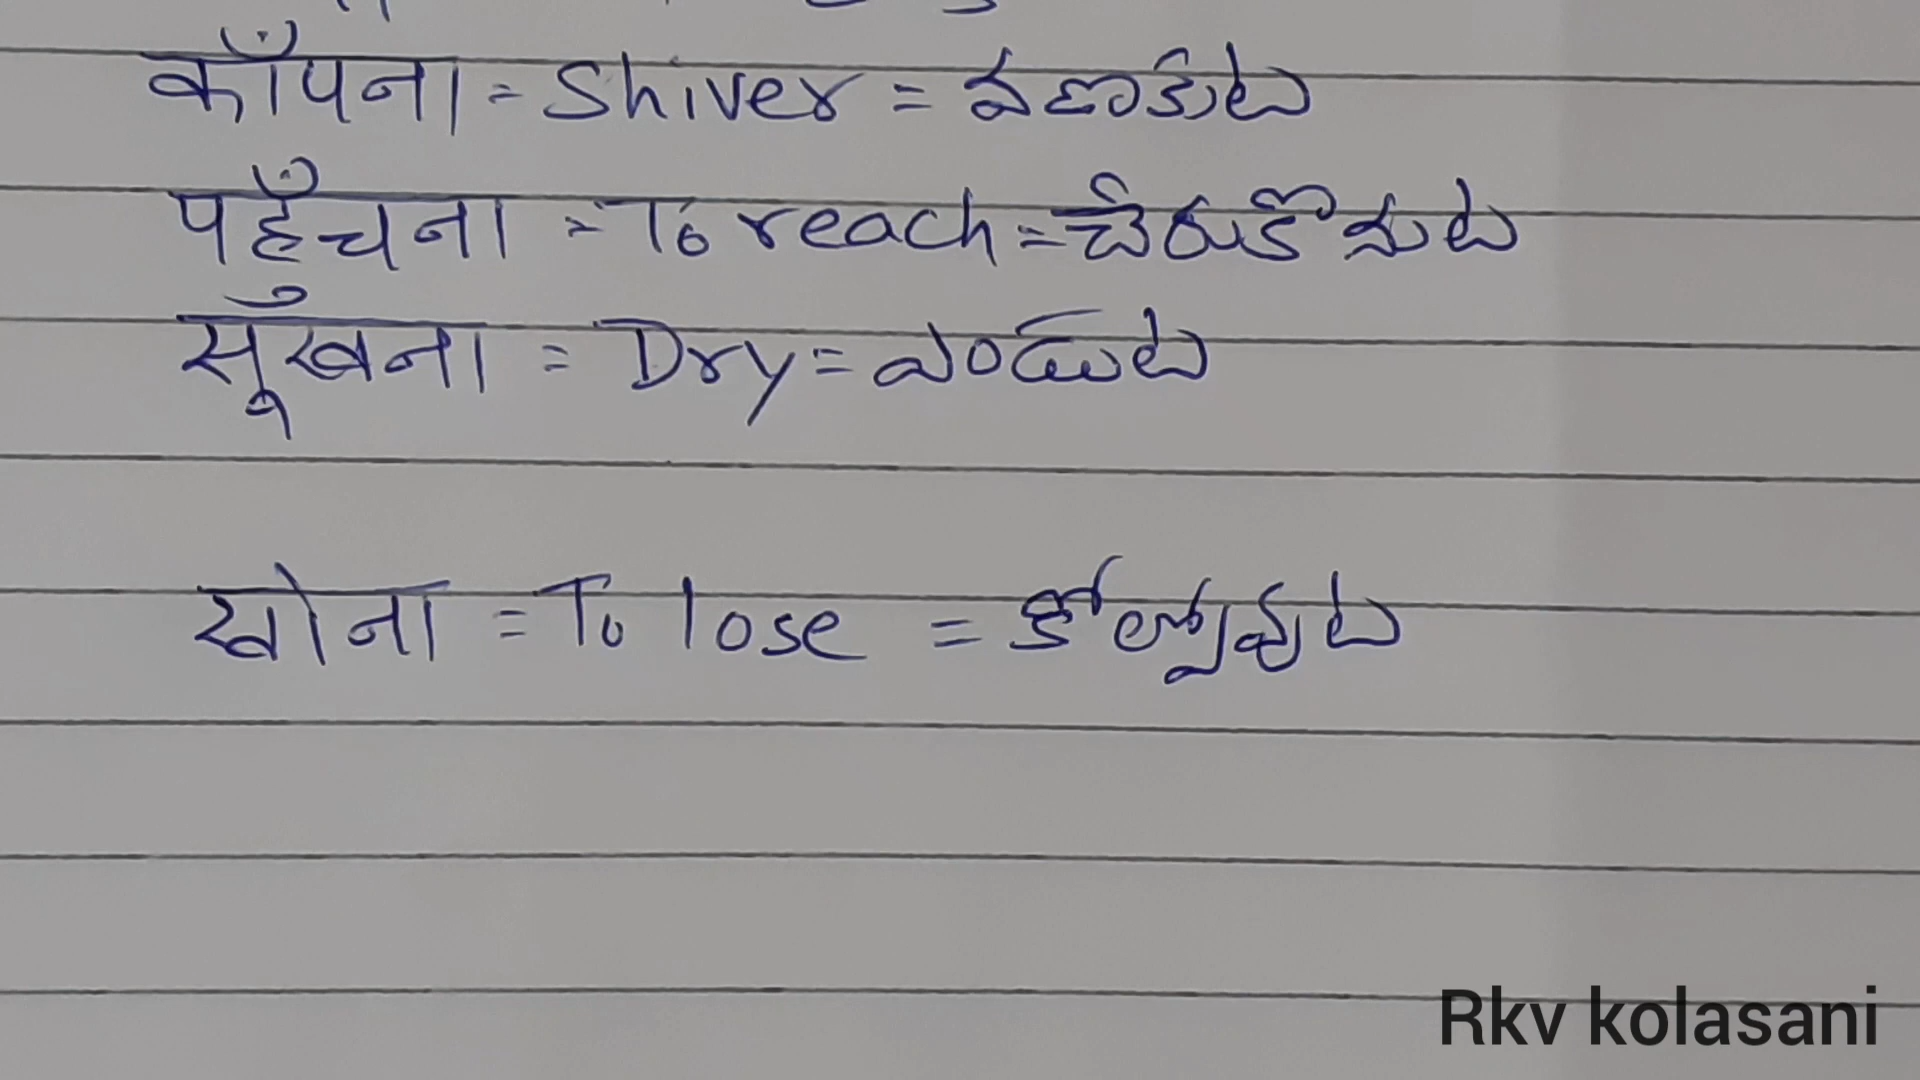 काँपना = Shiver = వణకుట
पहँचना = To reach = చేరుకొనుట
सूँखना = Dry = ఎండుట
खोना = To lose = కోల్పోవుట
Rkv kolasani